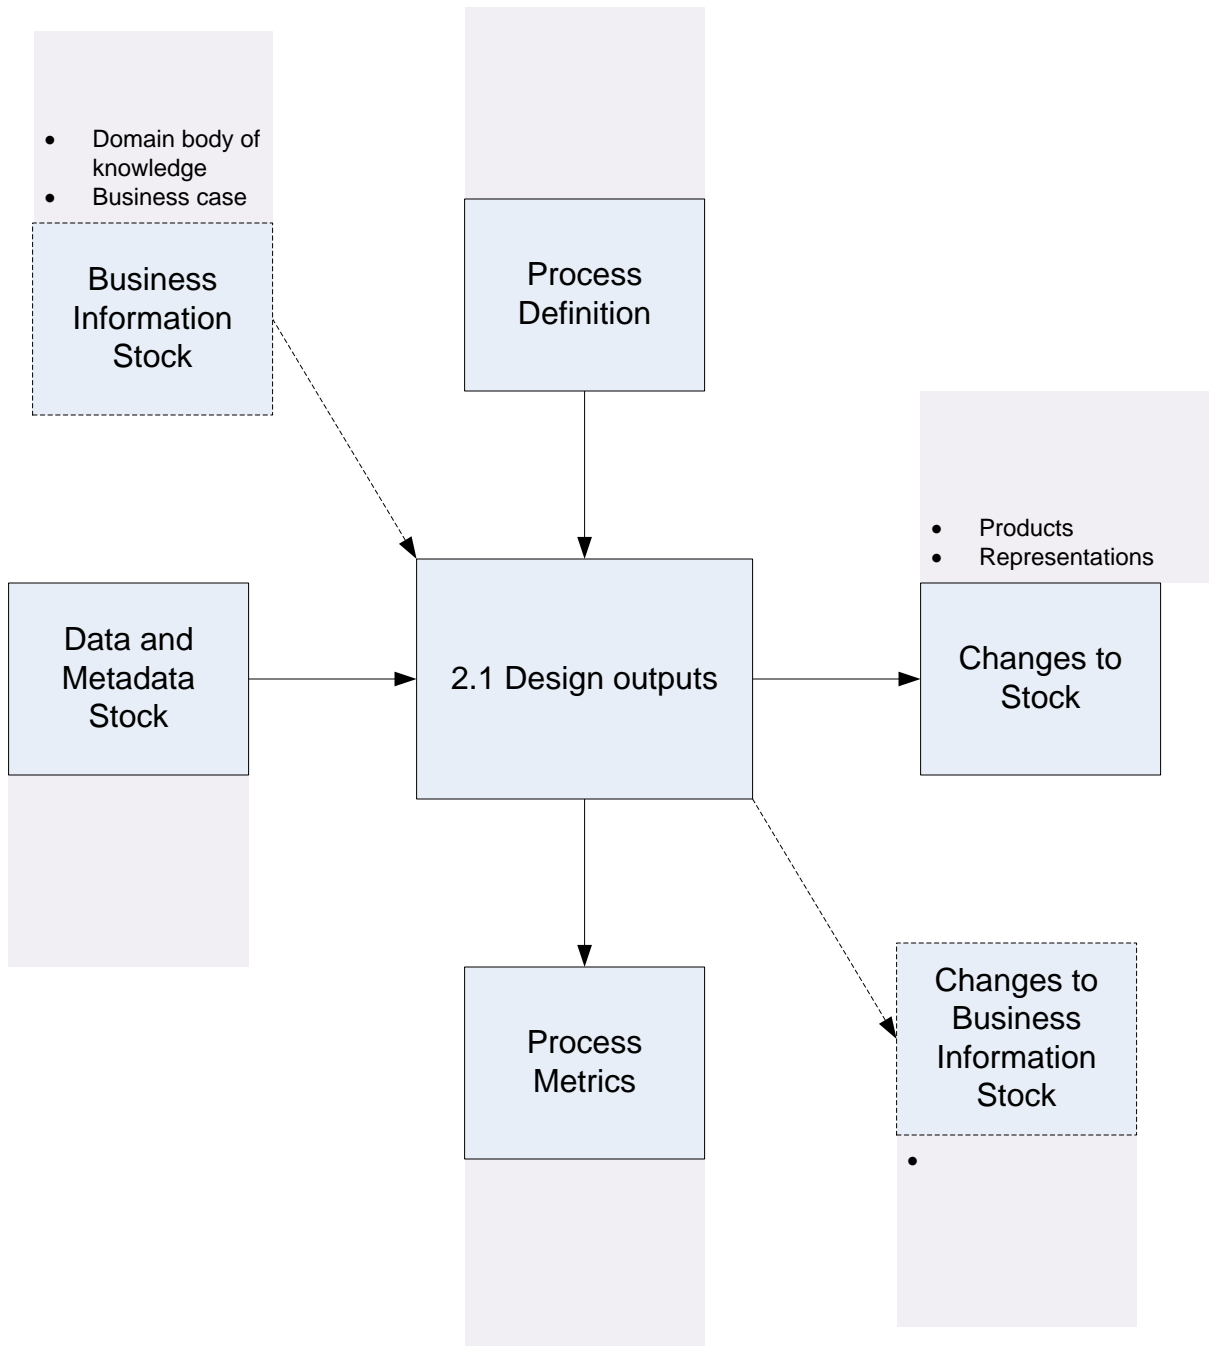 • Domain body of
knowledge
• Business case
Business
Information
Stock
Process
Definition
• Products
• Representations
Data and
Metadata
Stock
2.1 Design outputs
Changes to
Stock
Process
Metrics
Changes to
Business
Information
Stock
•